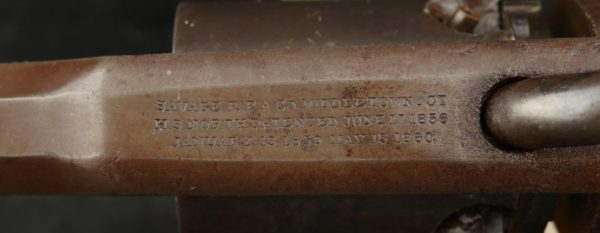 SAVAGE R. F. A. CO. MIDDLETOWN. CT
H. S. NORTH. PATENTED JUNE 17 1856
JANUARY 18 1859 MAY 15 1860.